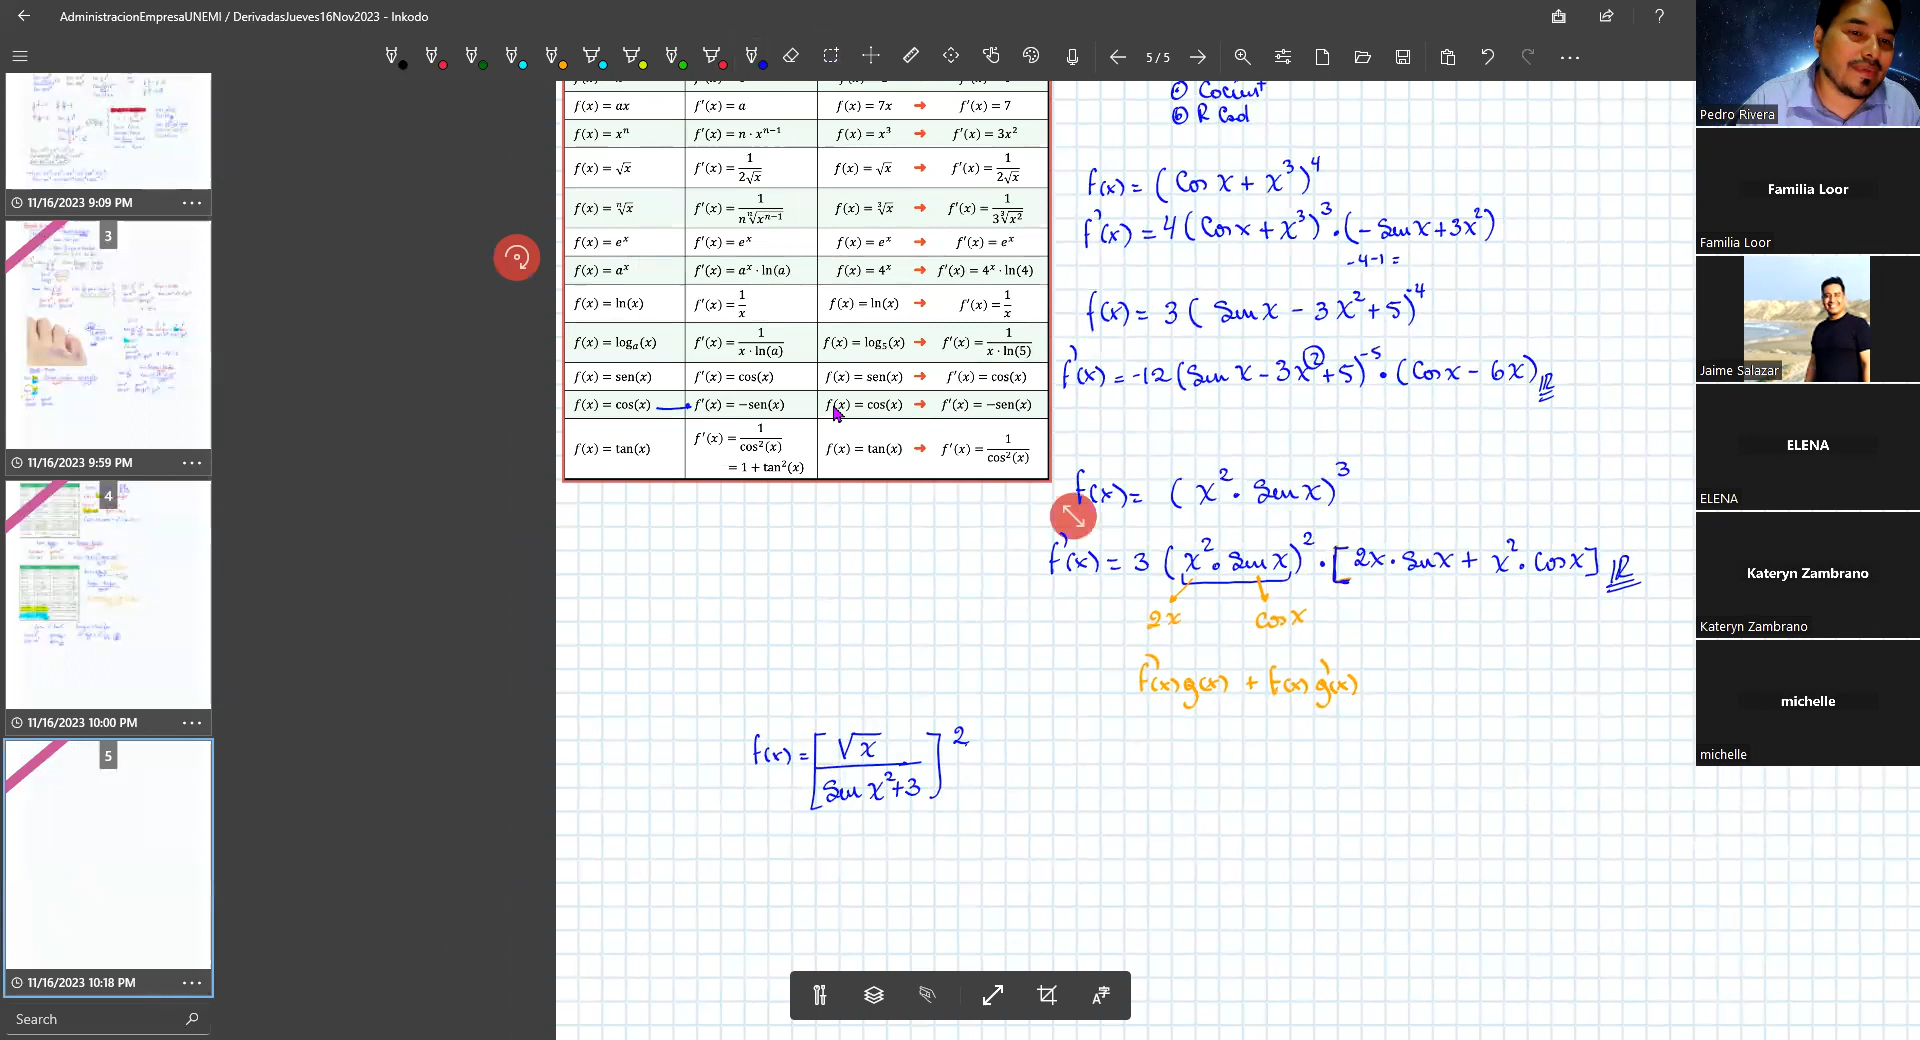 AdministracionEmpresaUNEMI / DerivadasJueves16Nov2023 - Inkodo
5 / 5
11/16/2023 9:09 PM
3
11/16/2023 9:59 PM
4
11/16/2023 10:00 PM
5
11/16/2023 10:18 PM
Search
f(x) = ax f′(x) = a f(x) = 7x → f′(x) = 7
f(x) = xⁿ f′(x) = n · xⁿ⁻¹ f(x) = x³ → f′(x) = 3x²
f(x) = √x f′(x) = 1/(2√x) f(x) = √x → f′(x) = 1/(2√x)
f(x) = ⁿ√x f′(x) = 1/(n ⁿ√xⁿ⁻¹) f(x) = ³√x → f′(x) = 1/(3 ³√x²)
f(x) = eˣ f′(x) = eˣ f(x) = eˣ → f′(x) = eˣ
f(x) = aˣ f′(x) = aˣ · ln(a) f(x) = 4ˣ → f′(x) = 4ˣ · ln(4)
f(x) = ln(x) f′(x) = 1/x f(x) = ln(x) → f′(x) = 1/x
f(x) = logₐ(x) f′(x) = 1/(x · ln(a)) f(x) = log₅(x) → f′(x) = 1/(x · ln(5))
f(x) = sen(x) f′(x) = cos(x) f(x) = sen(x) → f′(x) = cos(x)
f(x) = cos(x) f′(x) = −sen(x) f(x) = cos(x) → f′(x) = −sen(x)
f(x) = tan(x) f′(x) = 1/cos²(x) = 1 + tan²(x) f(x) = tan(x) → f′(x) = 1/cos²(x)
⑥ R Cad
f(x) = (Cos x + x³)⁴
f'(x) = 4 (Cos x + x³)³ · (- Sen x + 3x²)
-4-1 =
f(x) = 3 ( Sen x - 3x² + 5)⁻⁴
f'(x) = -12 (Sen x - 3x² + 5)⁻⁵ · (Cos x - 6x) //R
f(x) = (x² · Sen x)³
f'(x) = 3 (x² · Sen x)² · [2x · Sen x + x² · Cos x] //R
2x Cos x
f'(x) g(x) + f(x) g'(x)
f(x) = [√x / (Sen x² + 3)]²
Pedro Rivera
Familia Loor
Familia Loor
Jaime Salazar
ELENA
ELENA
Kateryn Zambrano
Kateryn Zambrano
michelle
michelle